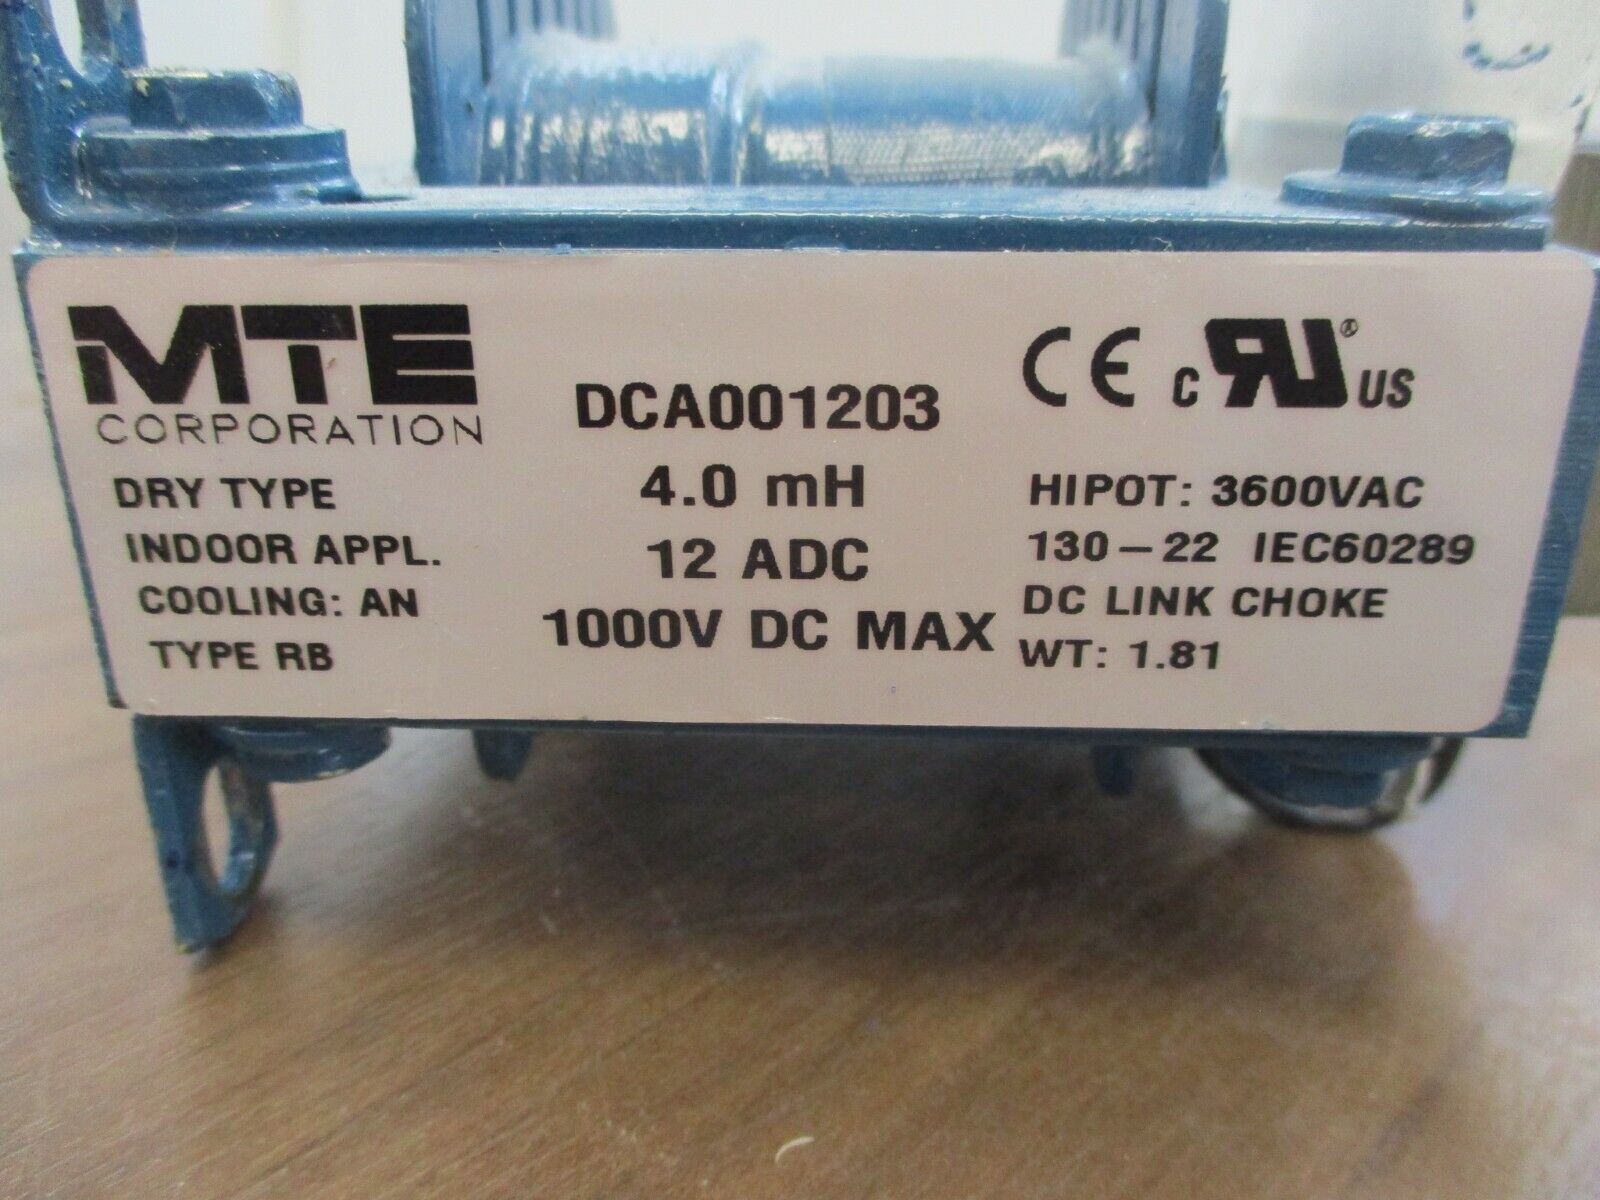 MTE
CORPORATION
DRY TYPE
INDOOR APPL.
COOLING: AN
TYPE RB
DCA001203
4.0 mH
12 ADC
1000V DC MAX
CE c RU® US
HIPOT: 3600VAC
130-22 IEC60289
DC LINK CHOKE
WT: 1.81